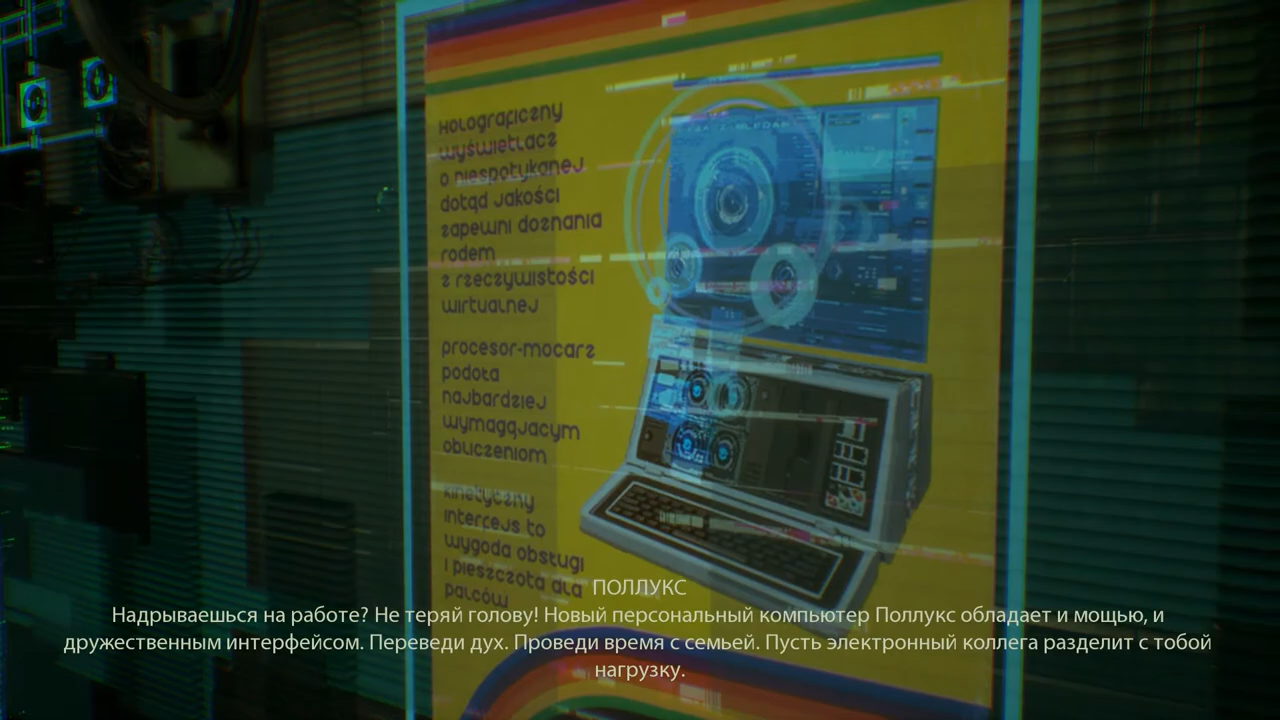 Holograficzny
wyświetlacz
o niespotykanej
dotąd jakości
zapewni doznania
rodem
z rzeczywistości
wirtualnej
procesor-mocarz
podoła
najbardziej
wymagającym
obliczeniom
kinetyczny
interfejs to
wygoda obsługi
i pieszczota dla
palców
ПОЛЛУКС
Надрываешься на работе? Не теряй голову! Новый персональный компьютер Поллукс обладает и мощью, и
дружественным интерфейсом. Переведи дух. Проведи время с семьей. Пусть электронный коллега разделит с тобой
нагрузку.